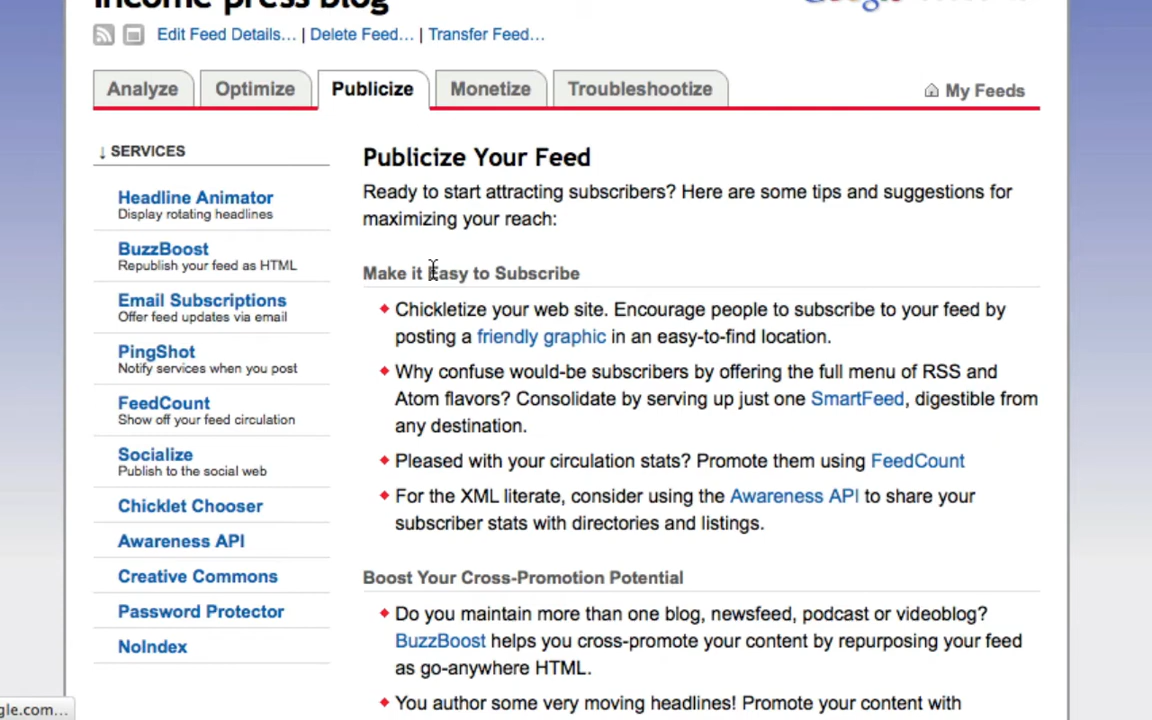 income press blog
Edit Feed Details... | Delete Feed... | Transfer Feed...
Analyze
Optimize
Publicize
Monetize
Troubleshootize
My Feeds
↓ SERVICES
Headline Animator
Display rotating headlines
BuzzBoost
Republish your feed as HTML
Email Subscriptions
Offer feed updates via email
PingShot
Notify services when you post
FeedCount
Show off your feed circulation
Socialize
Publish to the social web
Chicklet Chooser
Awareness API
Creative Commons
Password Protector
NoIndex
Publicize Your Feed
Ready to start attracting subscribers? Here are some tips and suggestions for
maximizing your reach:
Make it Easy to Subscribe
Chickletize your web site. Encourage people to subscribe to your feed by
posting a friendly graphic in an easy-to-find location.
Why confuse would-be subscribers by offering the full menu of RSS and
Atom flavors? Consolidate by serving up just one SmartFeed, digestible from
any destination.
Pleased with your circulation stats? Promote them using FeedCount
For the XML literate, consider using the Awareness API to share your
subscriber stats with directories and listings.
Boost Your Cross-Promotion Potential
Do you maintain more than one blog, newsfeed, podcast or videoblog?
BuzzBoost helps you cross-promote your content by repurposing your feed
as go-anywhere HTML.
You author some very moving headlines! Promote your content with
gle.com...